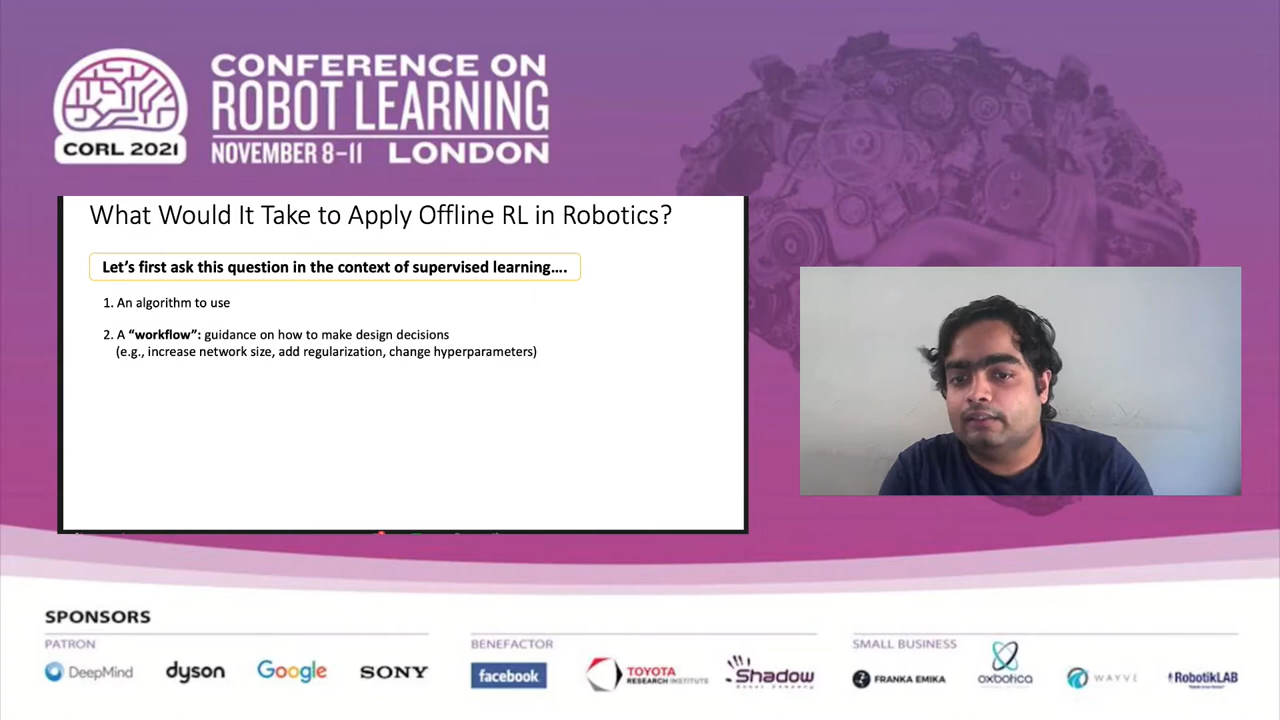 CONFERENCE ON
ROBOT LEARNING
NOVEMBER 8–11 LONDON
CORL 2021
What Would It Take to Apply Offline RL in Robotics?
Let's first ask this question in the context of supervised learning....
1. An algorithm to use
2. A “workflow”: guidance on how to make design decisions
(e.g., increase network size, add regularization, change hyperparameters)
SPONSORS
PATRON
DeepMind
dyson
Google
SONY
BENEFACTOR
facebook
TOYOTA
RESEARCH INSTITUTE
Shadow
SMALL BUSINESS
FRANKA EMIKA
oxbotica
WAYVE
RobotikLAB